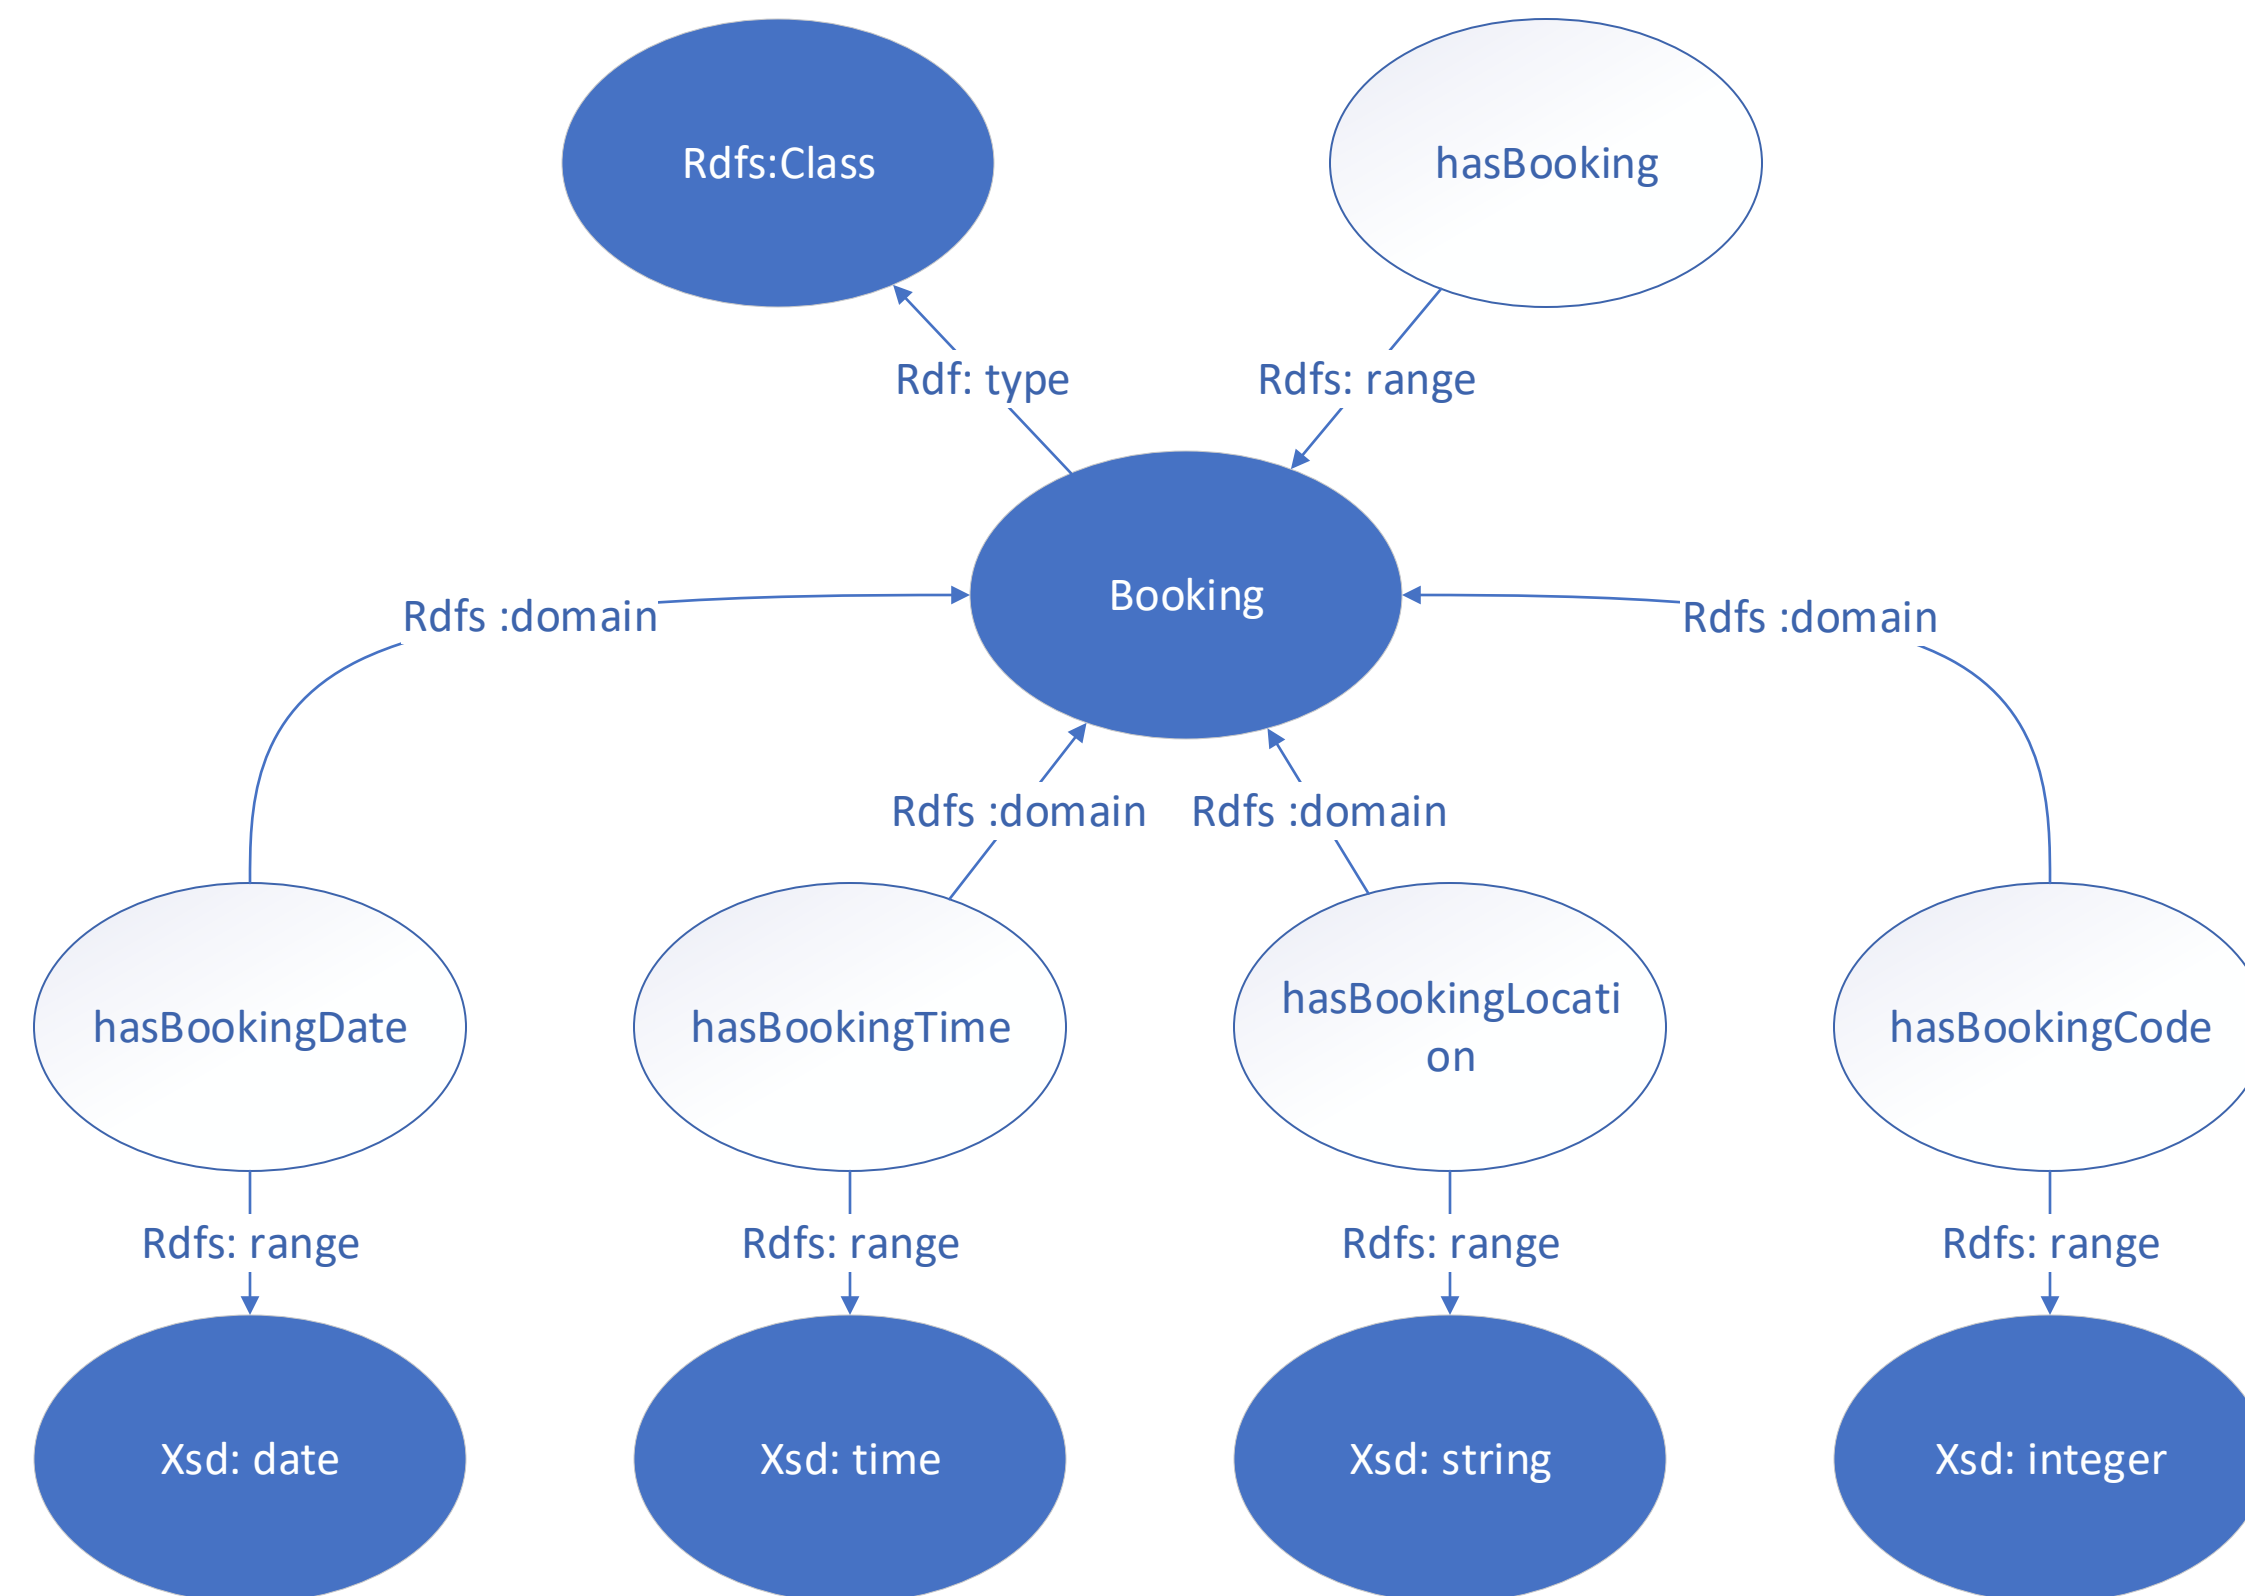 Rdfs:Class
hasBooking
Rdf: type
Rdfs: range
Booking
Rdfs :domain
Rdfs :domain
Rdfs :domain
Rdfs :domain
hasBookingDate
hasBookingTime
hasBookingLocati
on
hasBookingCode
Rdfs: range
Rdfs: range
Rdfs: range
Rdfs: range
Xsd: date
Xsd: time
Xsd: string
Xsd: integer